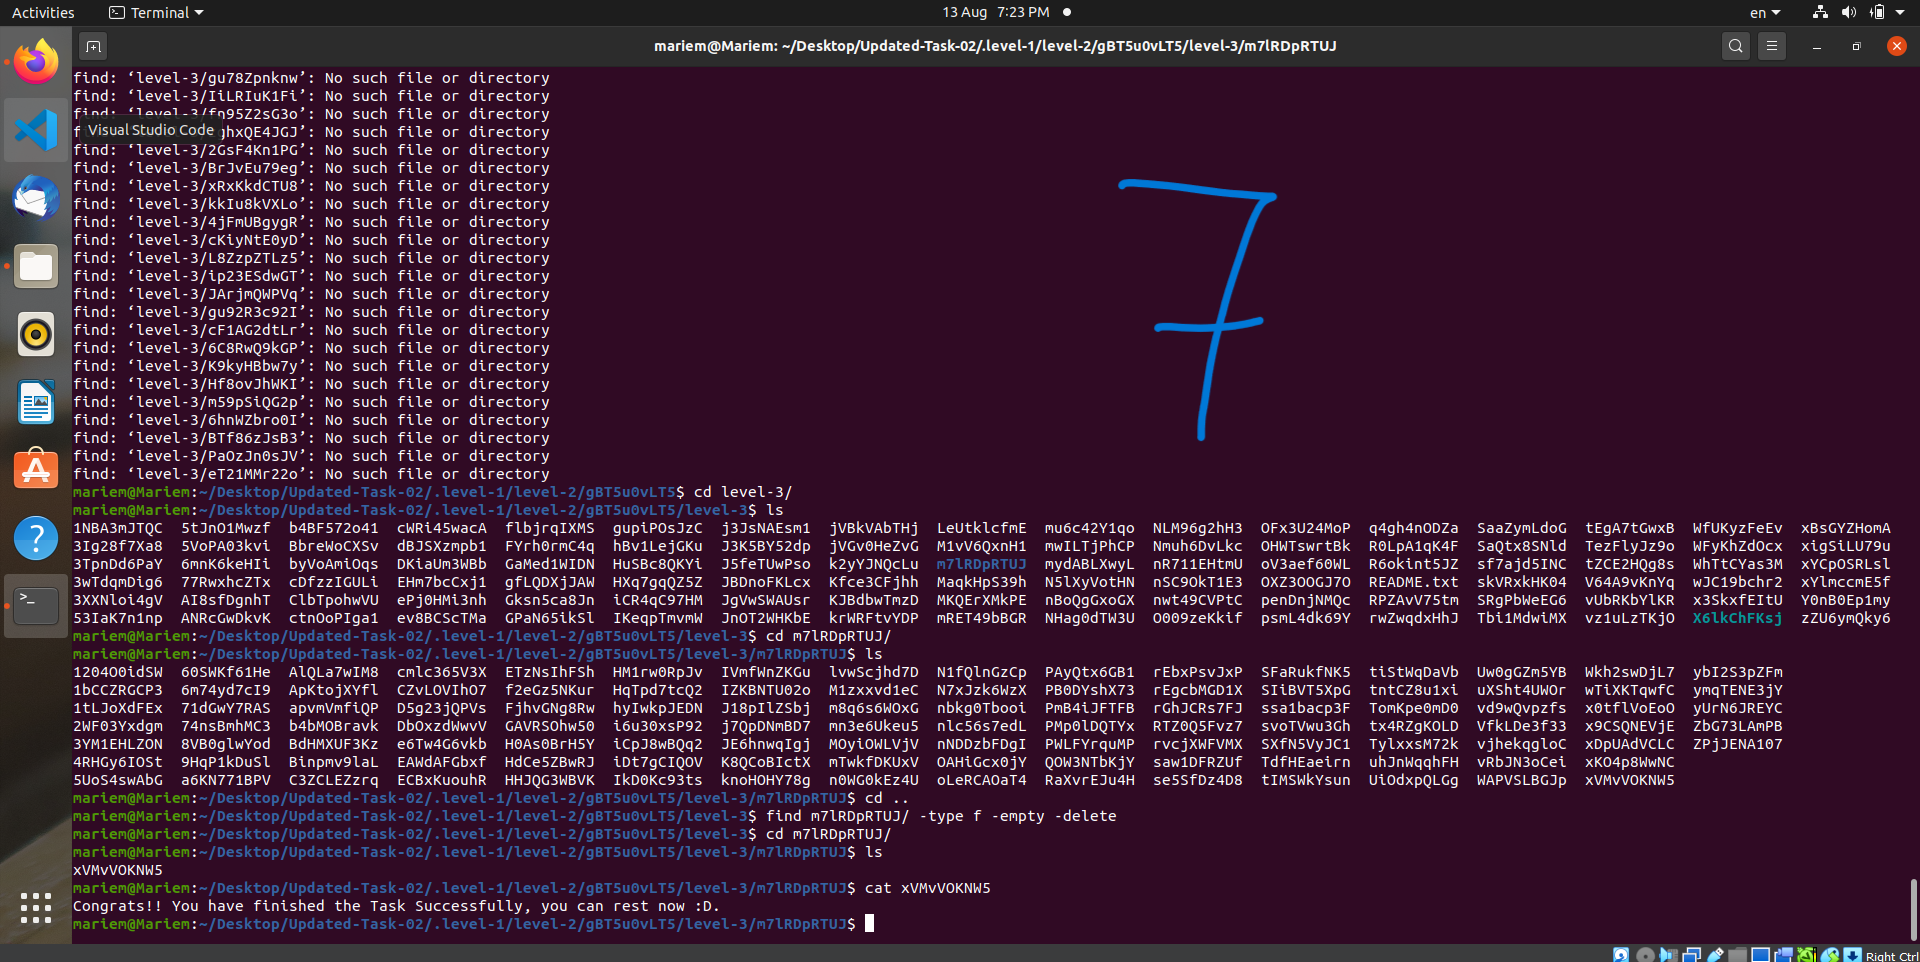 Activities Terminal 13 Aug 7:23 PM en
mariem@Mariem: ~/Desktop/Updated-Task-02/.level-1/level-2/gBT5u0vLT5/level-3/m7lRDpRTUJ
find: ‘level-3/gu78Zpnknw’: No such file or directory
find: ‘level-3/IiLRIuK1Fi’: No such file or directory
find: ‘level-3/fn95Z2sG3o’: No such file or directory
Visual Studio Code ghxQE4JGJ’: No such file or directory
find: ‘level-3/2GsF4Kn1PG’: No such file or directory
find: ‘level-3/BrJvEu79eg’: No such file or directory
find: ‘level-3/xRxKkdCTU8’: No such file or directory
find: ‘level-3/kkIu8kVXLo’: No such file or directory
find: ‘level-3/4jFmUBgygR’: No such file or directory
find: ‘level-3/cKiyNtE0yD’: No such file or directory
find: ‘level-3/L8ZzpZTLz5’: No such file or directory
find: ‘level-3/ip23ESdwGT’: No such file or directory
find: ‘level-3/JArjmQWPVq’: No such file or directory
find: ‘level-3/gu92R3c92I’: No such file or directory
find: ‘level-3/cF1AG2dtLr’: No such file or directory
find: ‘level-3/6C8RwQ9kGP’: No such file or directory
find: ‘level-3/K9kyHBbw7y’: No such file or directory
find: ‘level-3/Hf8ovJhWKI’: No such file or directory
find: ‘level-3/m59pSiQG2p’: No such file or directory
find: ‘level-3/6hnWZbro0I’: No such file or directory
find: ‘level-3/BTf86zJsB3’: No such file or directory
find: ‘level-3/PaOzJn0sJV’: No such file or directory
find: ‘level-3/eT21MMr22o’: No such file or directory
7
mariem@Mariem:~/Desktop/Updated-Task-02/.level-1/level-2/gBT5u0vLT5$ cd level-3/
mariem@Mariem:~/Desktop/Updated-Task-02/.level-1/level-2/gBT5u0vLT5/level-3$ ls
1NBA3mJTQC 5tJnO1Mwzf b4BF572o41 cWRi45wacA flbjrqIXMS gupiPOsJzC j3JsNAEsm1 jVBkVAbTHj LeUtklcfmE mu6c42Y1qo NLM96g2hH3 OFx3U24MoP q4gh4nODZa SaaZymLdoG tEgA7tGwxB WfUKyzFeEv xBsGYZHomA
3Ig28f7Xa8 5VoPA03kvi BbreWoCXSv dBJSXzmpb1 FYrh0rmC4q hBv1LejGKu J3K5BY52dp jVGv0HeZvG M1vV6QxnH1 mwILTjPhCP Nmuh6DvLkc OHWTswrtBk R0LpA1qK4F SaQtx8SNld TezFlyJz9o WFyKhZdOcx xigSiLU79u
3TpnDd6PaY 6mnK6keHIi byVoAmiOqs DKiaUm3WBb GaMed1WIDN HuSBc8QKYi J5feTUwPso k2yYJNQcLu m7lRDpRTUJ mydABLXwyL nR711EHtmU oV3aef60WL R6okint5JZ sf7ajd5INC tZCE2HQg8s WhTtCYas3M xYCpOSRLsl
3wTdqmDig6 77RwxhcZTx cDfzzIGULi EHm7bcCxj1 gfLQDXjJAW HXq7gqQZ5Z JBDnoFKLcx Kfce3CFjhh MaqkHpS39h N5lXyVotHN nSC9OkT1E3 OXZ3OOGJ7O README.txt skVRxkHK04 V64A9vKnYq wJC19bchr2 xYlmccmE5f
3XXNloi4gV AI8sfDgnhT ClbTpohwVU ePj0HMi3nh Gksn5ca8Jn iCR4qC97HM JgVwSWAUsr KJBdbwTmzD MKQErXMkPE nBoQgGxoGX nwt49CVPtC penDnjNMQc RPZAvV75tm SRgPbWeEG6 vUbRKbYlKR x3SkxfEItU Y0nB0Ep1my
53IaK7n1np ANRcGwDkvK ctnOoPIga1 ev8BCScTMa GPaN65ikSl IKeqpTmvmW JnOT2WHKbE krWRFtvYDP mRET49bBGR NHag0dTW3U O009zeKkif psmL4dk69Y rwZwqdxHhJ Tbi1MdwiMX vz1uLzTKjO X6lkChFKsj zZU6ymQky6
mariem@Mariem:~/Desktop/Updated-Task-02/.level-1/level-2/gBT5u0vLT5/level-3$ cd m7lRDpRTUJ/
mariem@Mariem:~/Desktop/Updated-Task-02/.level-1/level-2/gBT5u0vLT5/level-3/m7lRDpRTUJ$ ls
1204O0idSW 60SWKf61He AlQLa7wIM8 cmlc365V3X ETzNsIhFSh HM1rw0RpJv IVmfWnZKGu lvwScjhd7D N1fQlnGzCp PAyQtx6GB1 rEbxPsvJxP SFaRukfNK5 tiStWqDaVb Uw0gGZm5YB Wkh2swDjL7 ybI2S3pZFm
1bCCZRGCP3 6m74yd7cI9 ApKtojXYfl CZvLOVIhO7 f2eGz5NKur HqTpd7tcQ2 IZKBNTU02o M1zxxvd1eC N7xJzk6WzX PB0DYshX73 rEgcbMGD1X SIiBVT5XpG tntCZ8u1xi uXSht4UWOr wTiXKTqwfC ymqTENE3jY
1tLJoXdFEx 71dGwY7RAS apvmVmfiQP D5g23jQPVs FjhvGNg8Rw hyIwkpJEDN J18pIlZSbj m8q6s6WOxG nbkg0Tbooi PmB4iJFTFB rGhJCRs7FJ ssa1bacp3F TomKpe0mD0 vd9wQvpzfs x0tflVoEoO yUrN6JREYC
2WF03Yxdgm 74nsBmhMC3 b4bMOBravk DbOxzdWwvV GAVRSOhw50 i6u30xsP92 j7QpDNmBD7 mn3e6Ukeu5 nlc56s7edL PMp0lDQTYx RTZ0Q5Fvz7 svoTVwu3Gh tx4RZgKOLD VfkLDe3f33 x9CSQNEVjE ZbG73LAmPB
3YM1EHLZON 8VB0glwYod BdHMXUF3Kz e6Tw4G6vkb H0As0BrH5Y iCpJ8wBQq2 JE6hnwqIgj MOyiOWLVjV nNDDzbFDgI PWLFYrquMP rvcjXWFVMX SXfN5VyJC1 TylxxsM72k vjhekqgloC xDpUAdVCLC ZPjJENA107
4RHGy6IOSt 9HqP1kDuSl Binpmv9laL EAWdAFGbxf HdCe5ZBwRJ iDt7gCIQOV K8QCoBIctX mTwkfDKUxV OAHiGcx0jY QOW3NTbKjY saw1DFRZUf TdfHEaeirn uhJnWqqhFH vRbJN3oCei xKO4p8WwNC
5UoS4swAbG a6KN771BPV C3ZCLEZzrq ECBxKuouhR HHJQG3WBVK IkD0Kc93ts knoHOHY78g n0WG0kEz4U oLeRCAOaT4 RaXvrEJu4H se5SfDz4D8 tIMSWkYsun UiOdxpQLGg WAPVSLBGJp xVMvVOKNW5
mariem@Mariem:~/Desktop/Updated-Task-02/.level-1/level-2/gBT5u0vLT5/level-3/m7lRDpRTUJ$ cd ..
mariem@Mariem:~/Desktop/Updated-Task-02/.level-1/level-2/gBT5u0vLT5/level-3$ find m7lRDpRTUJ/ -type f -empty -delete
mariem@Mariem:~/Desktop/Updated-Task-02/.level-1/level-2/gBT5u0vLT5/level-3$ cd m7lRDpRTUJ/
mariem@Mariem:~/Desktop/Updated-Task-02/.level-1/level-2/gBT5u0vLT5/level-3/m7lRDpRTUJ$ ls
xVMvVOKNW5
mariem@Mariem:~/Desktop/Updated-Task-02/.level-1/level-2/gBT5u0vLT5/level-3/m7lRDpRTUJ$ cat xVMvVOKNW5
Congrats!! You have finished the Task Successfully, you can rest now :D.
mariem@Mariem:~/Desktop/Updated-Task-02/.level-1/level-2/gBT5u0vLT5/level-3/m7lRDpRTUJ$
Right Ctrl